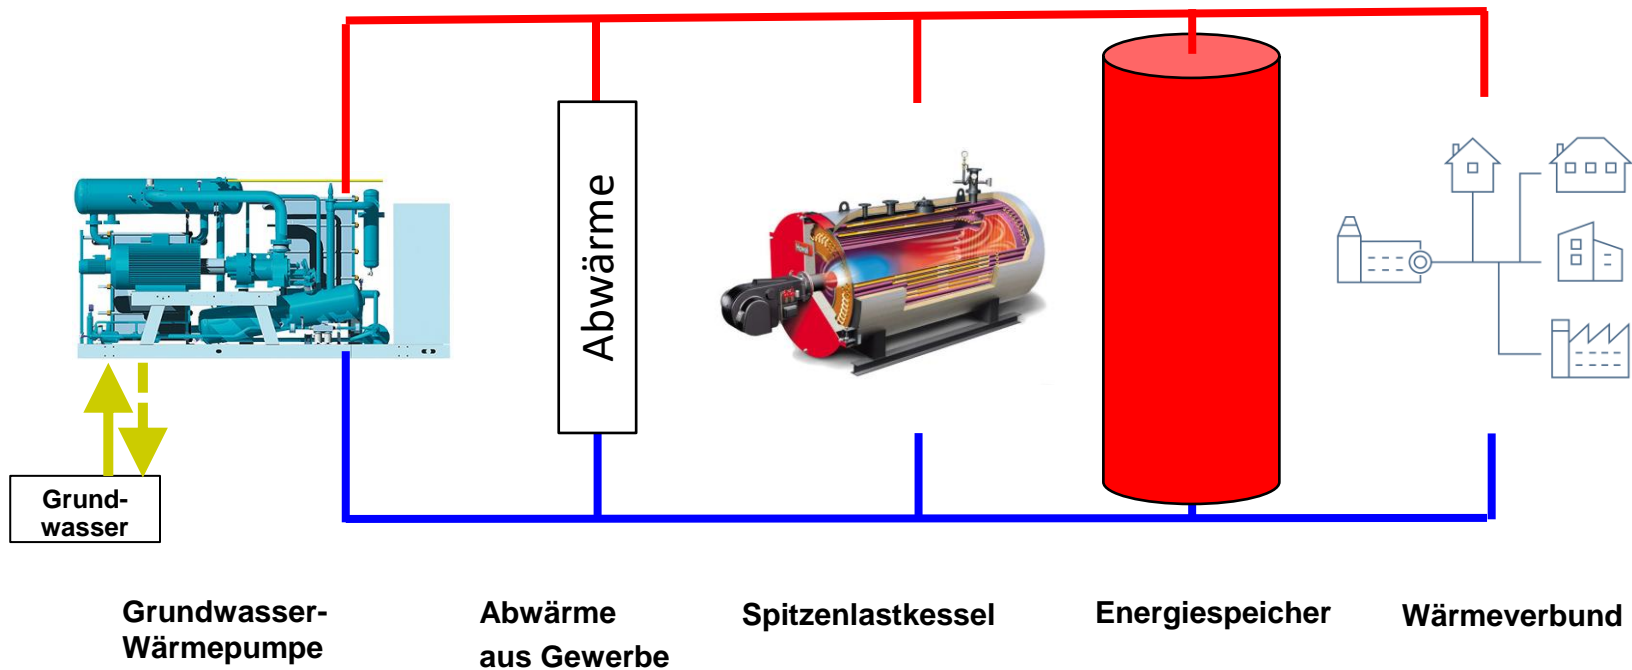 Abwärme
Grund-
wasser
Grundwasser-
Wärmepumpe
Abwärme
aus Gewerbe
Spitzenlastkessel
Energiespeicher
Wärmeverbund